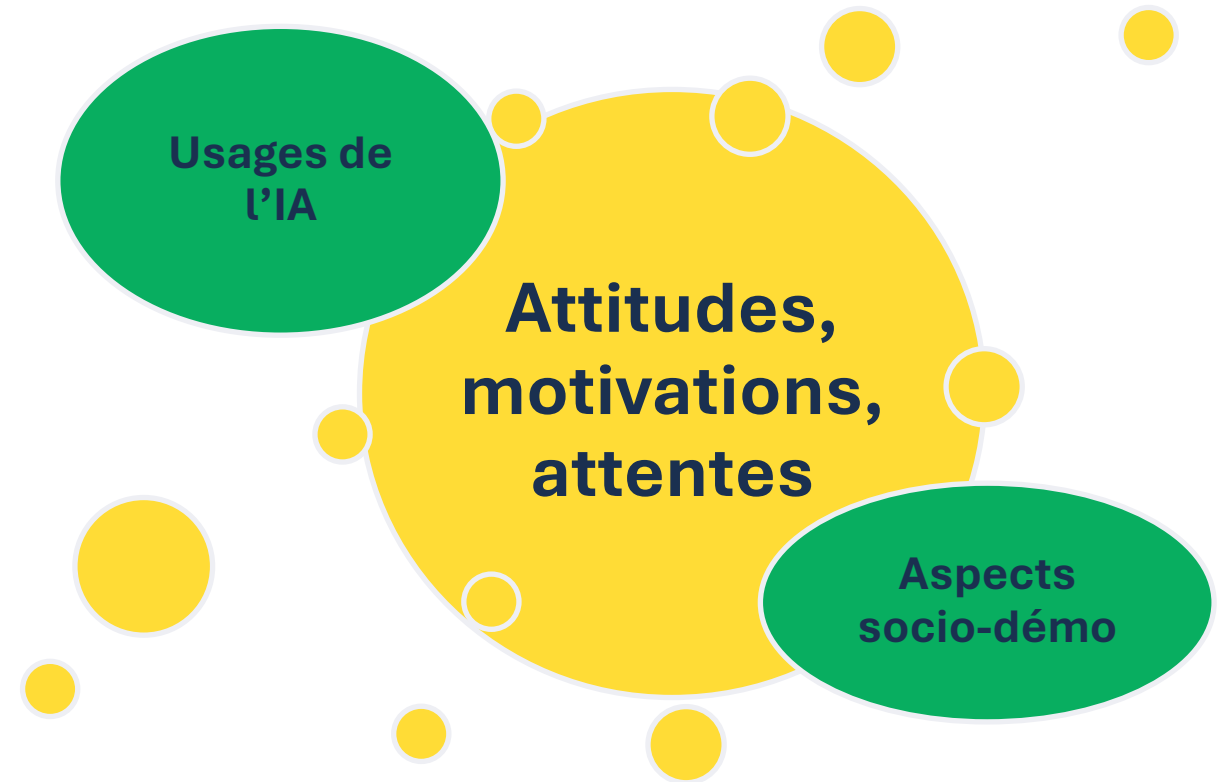 Usages de
l’IA
Attitudes,
motivations,
attentes
Aspects
socio-démo